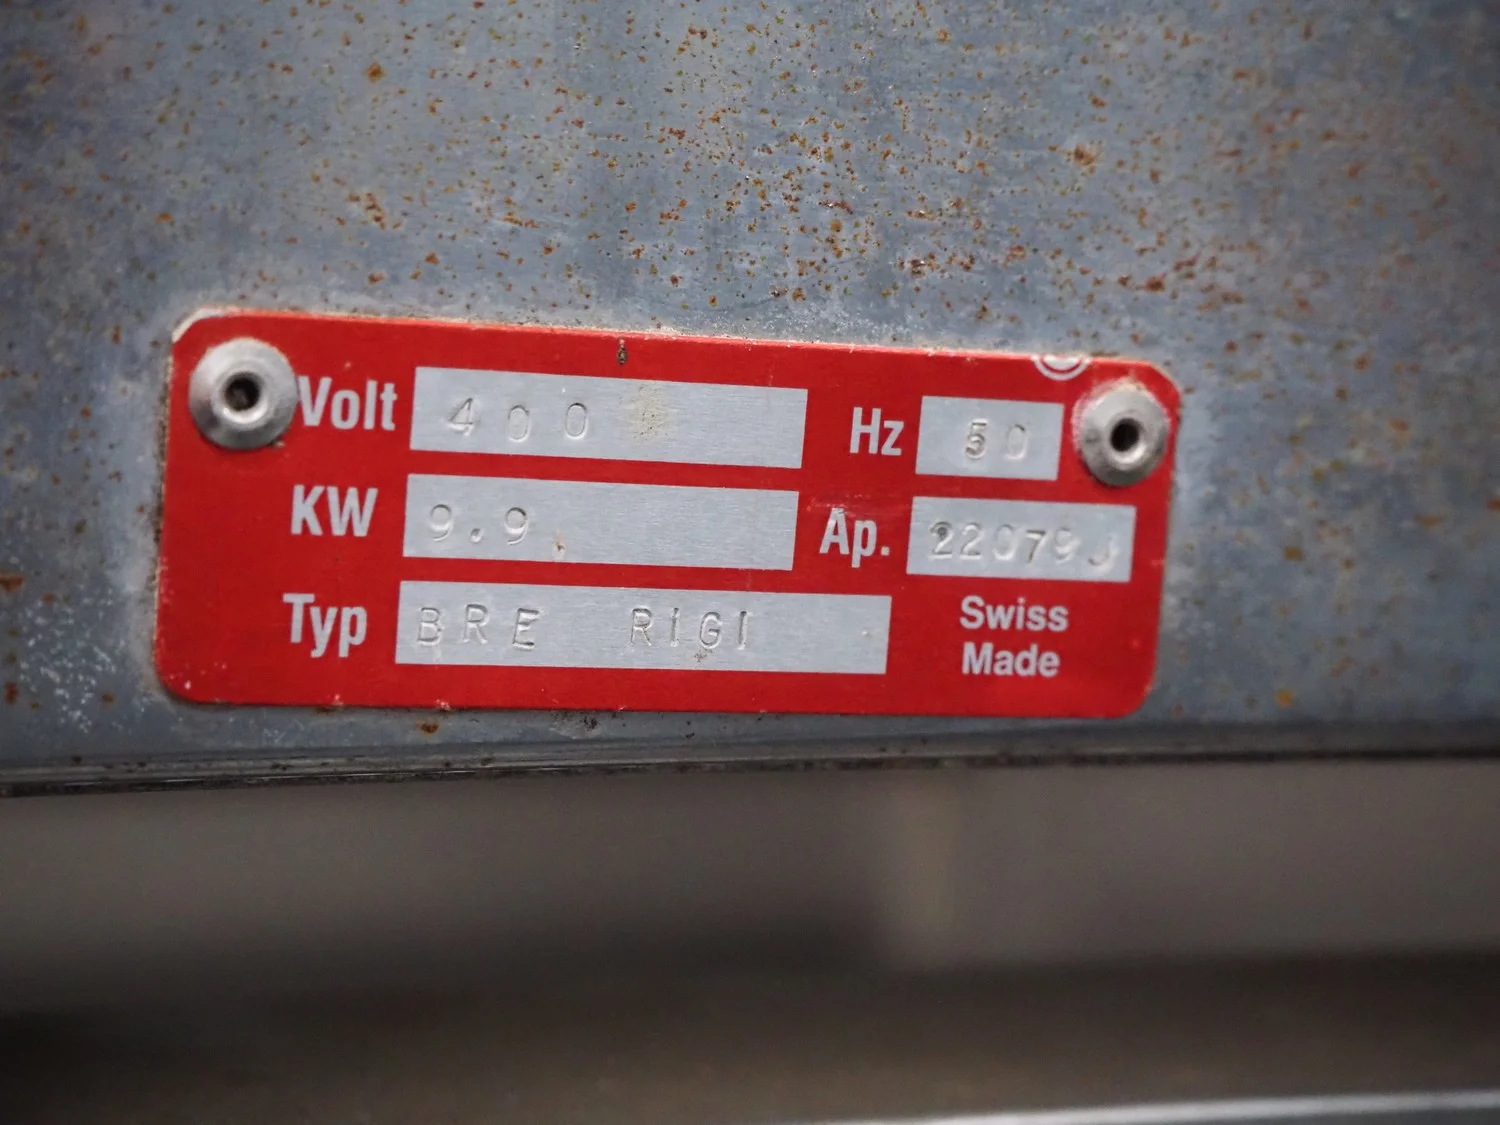 Volt 400 Hz 50
KW 9.9 Ap. 22079J
Typ BRE RIGI
Swiss
Made